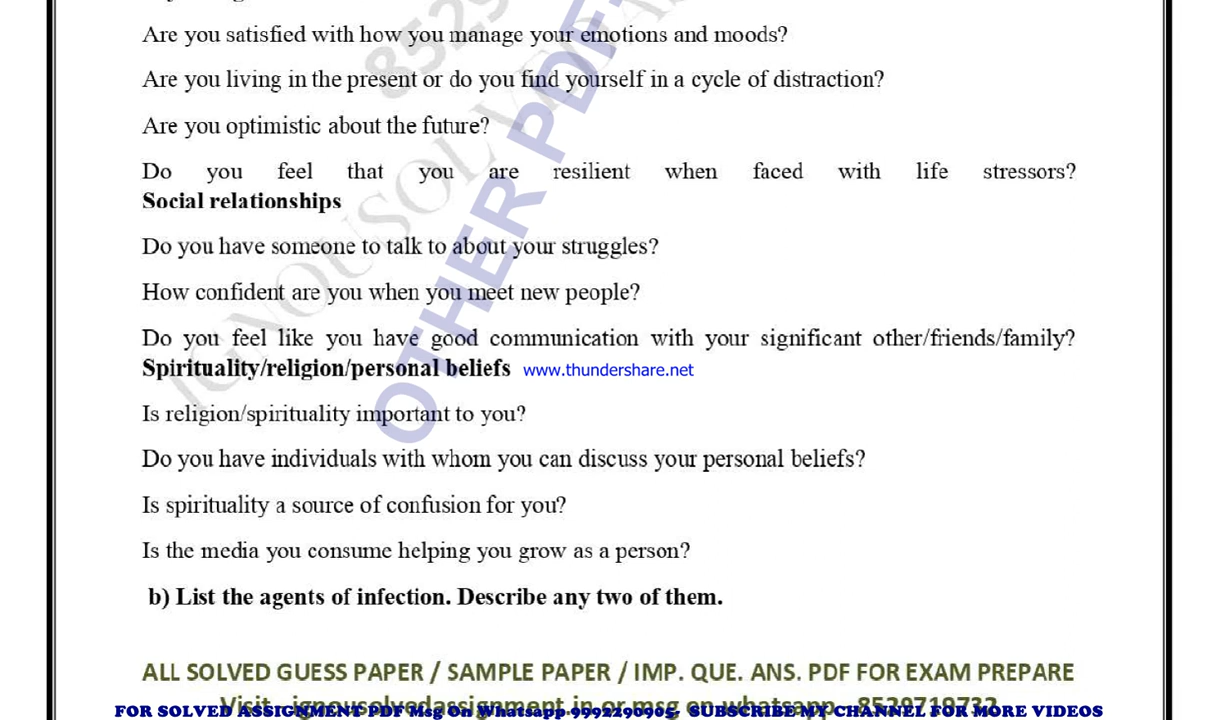 Are you satisfied with how you manage your emotions and moods?
Are you living in the present or do you find yourself in a cycle of distraction?
Are you optimistic about the future?
Do you feel that you are resilient when faced with life stressors?
Social relationships
Do you have someone to talk to about your struggles?
How confident are you when you meet new people?
Do you feel like you have good communication with your significant other/friends/family?
Spirituality/religion/personal beliefs www.thundershare.net
Is religion/spirituality important to you?
Do you have individuals with whom you can discuss your personal beliefs?
Is spirituality a source of confusion for you?
Is the media you consume helping you grow as a person?
b) List the agents of infection. Describe any two of them.
ALL SOLVED GUESS PAPER / SAMPLE PAPER / IMP. QUE. ANS. PDF FOR EXAM PREPARE
FOR SOLVED ASSIGNMENT PDF Msg On Whatsapp 9992290905- SUBSCRIBE MY CHANNEL FOR MORE VIDEOS
OTHER PDF